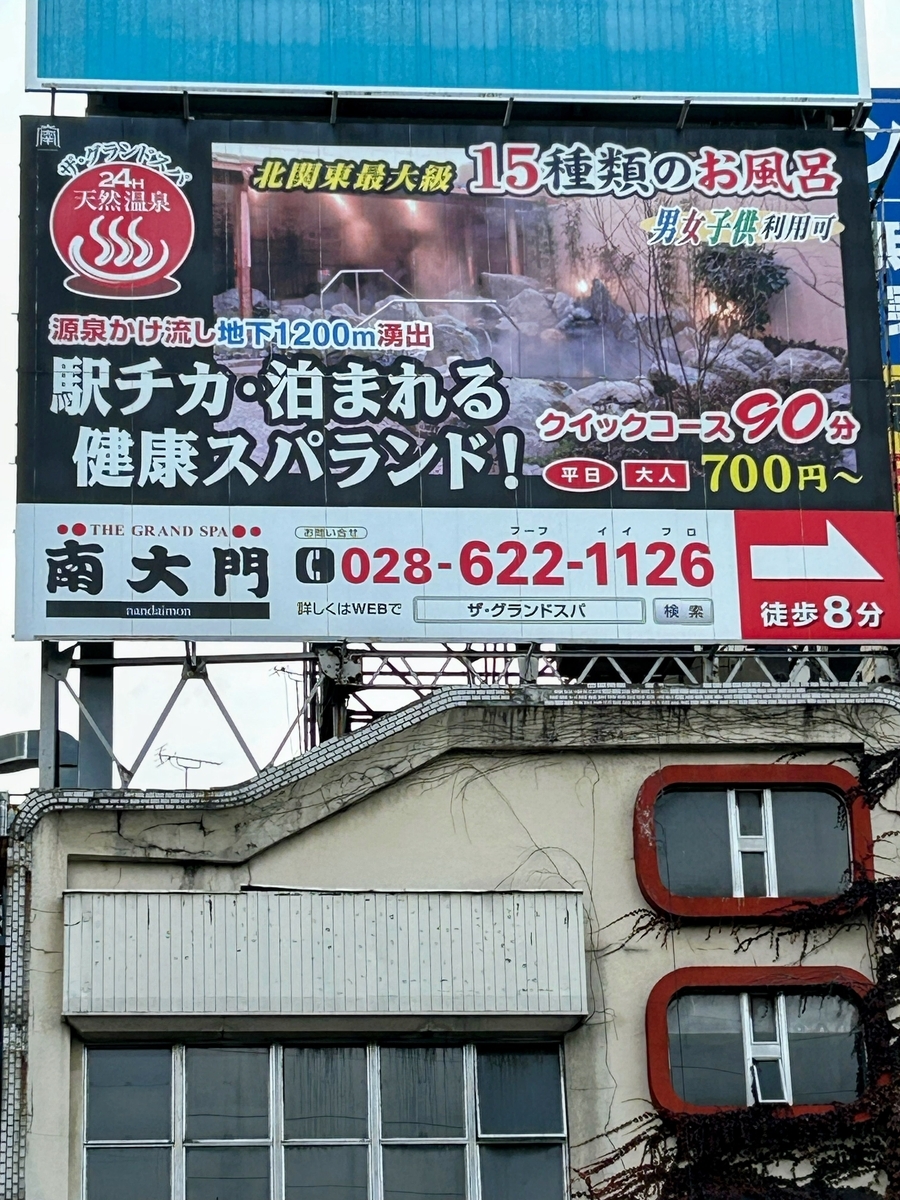 南
ザ・グランドスパ
24H
天然温泉
北関東最大級 15種類のお風呂
男女子供利用可
源泉かけ流し地下1200m湧出
駅チカ・泊まれる
健康スパランド!
クイックコース90分
平日 大人 700円～
THE GRAND SPA
南大門
nandaimon
お問い合せ
フーフ イイ フロ
028-622-1126
詳しくはWEBで ザ・グランドスパ 検索
徒歩8分